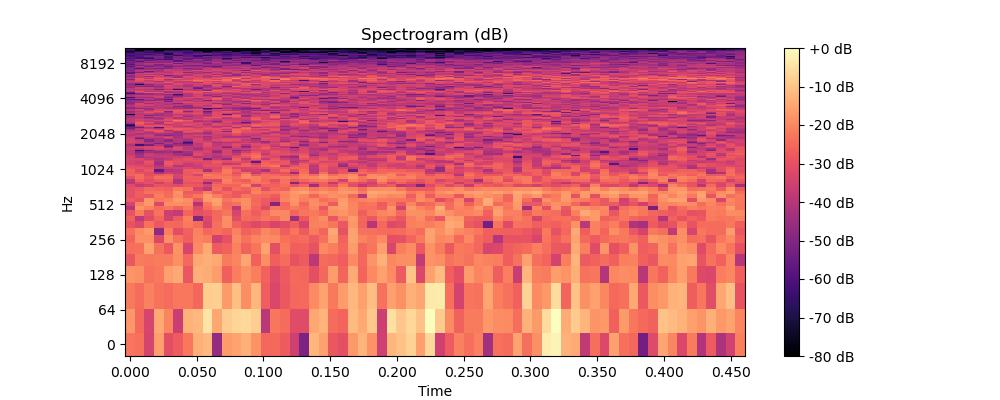 Spectrogram (dB)
Hz
8192
4096
2048
1024
512
256
128
64
0
0.000 0.050 0.100 0.150 0.200 0.250 0.300 0.350 0.400 0.450
Time
+0 dB
-10 dB
-20 dB
-30 dB
-40 dB
-50 dB
-60 dB
-70 dB
-80 dB